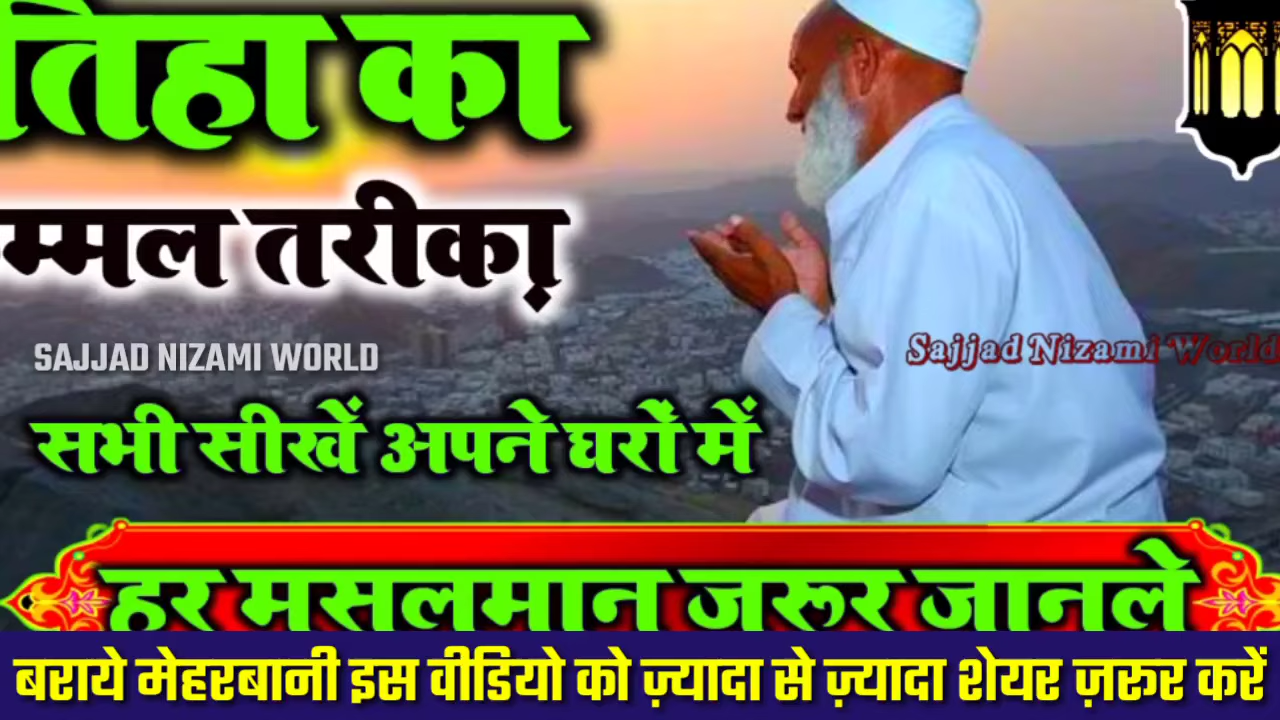 तिहा का
म्मल तरीक़ा
SAJJAD NIZAMI WORLD
Sajjad Nizami World
सभी सीखें अपने घरों में
हर मुसलमान जरूर जानले
बराये मेहरबानी इस वीडियो को ज़्यादा से ज़्यादा शेयर ज़रूर करें